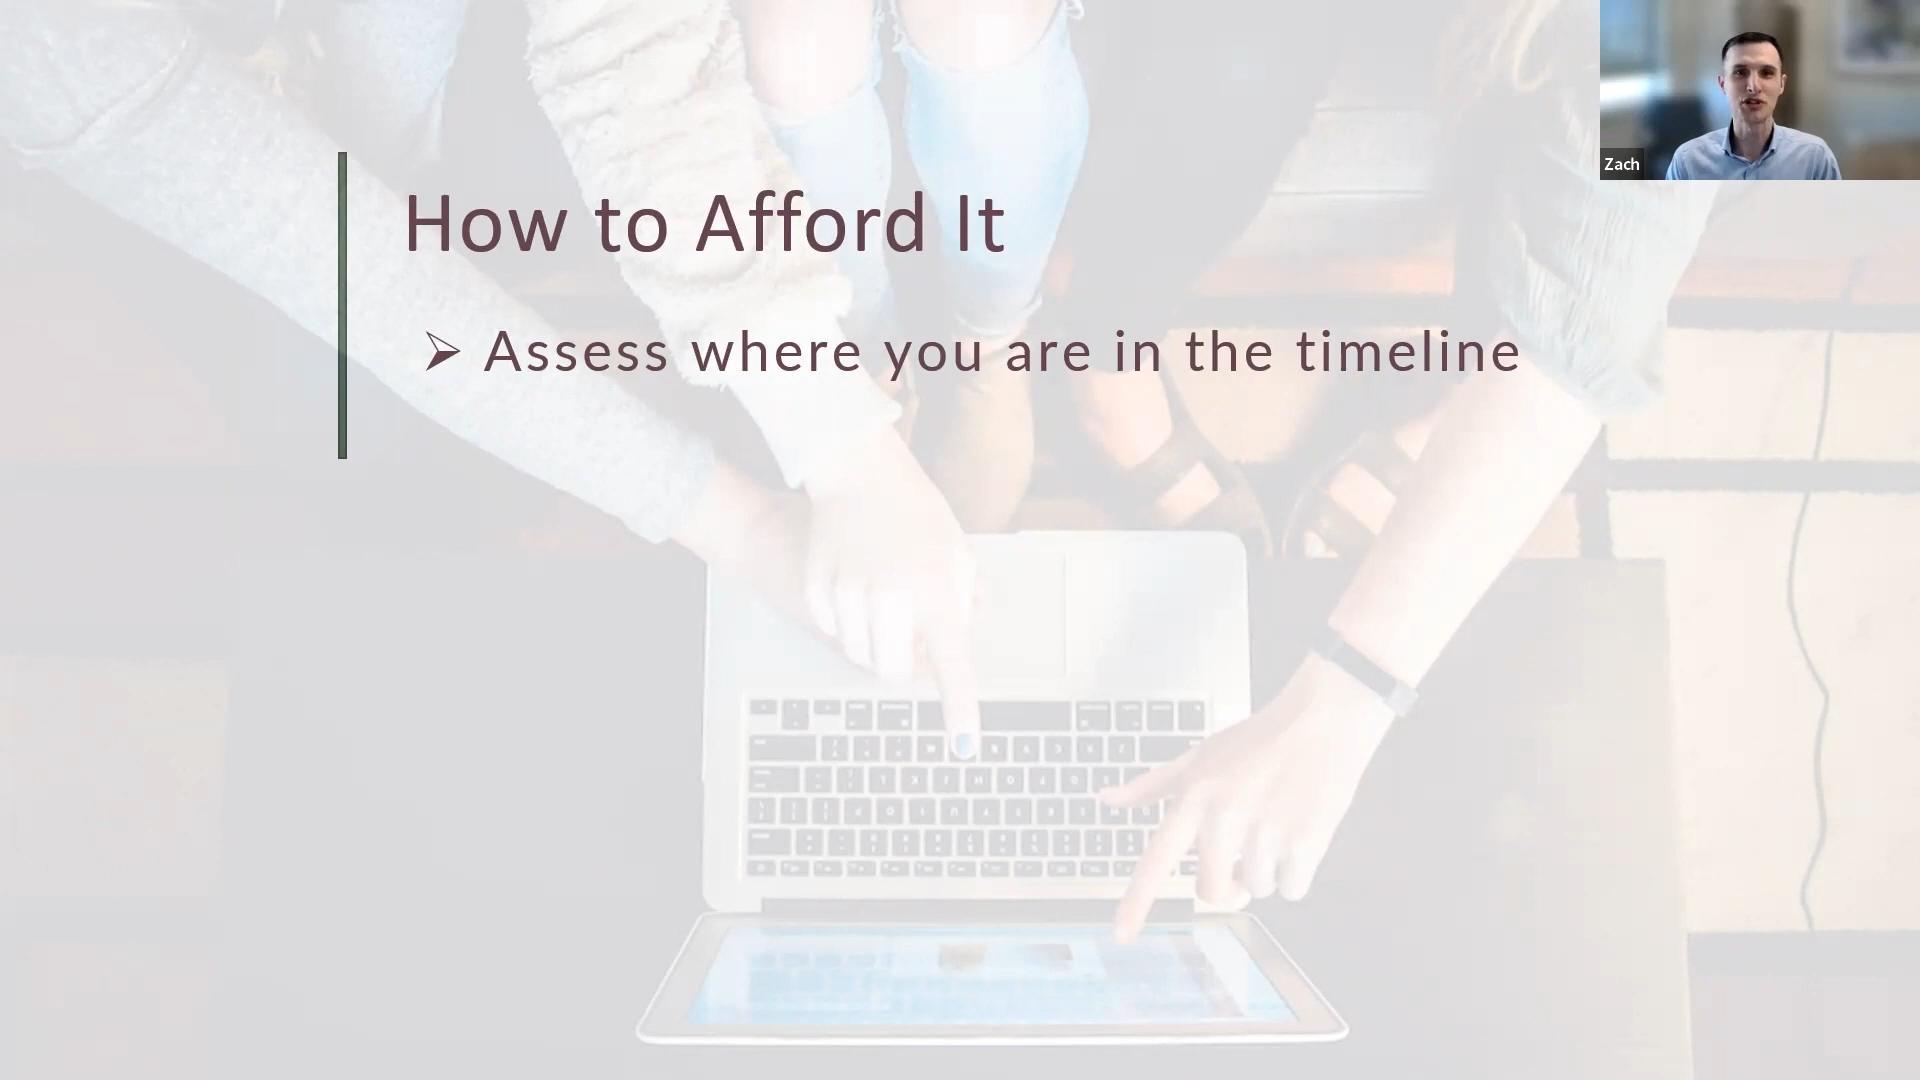 Zach
How to Afford It
➢ Assess where you are in the timeline